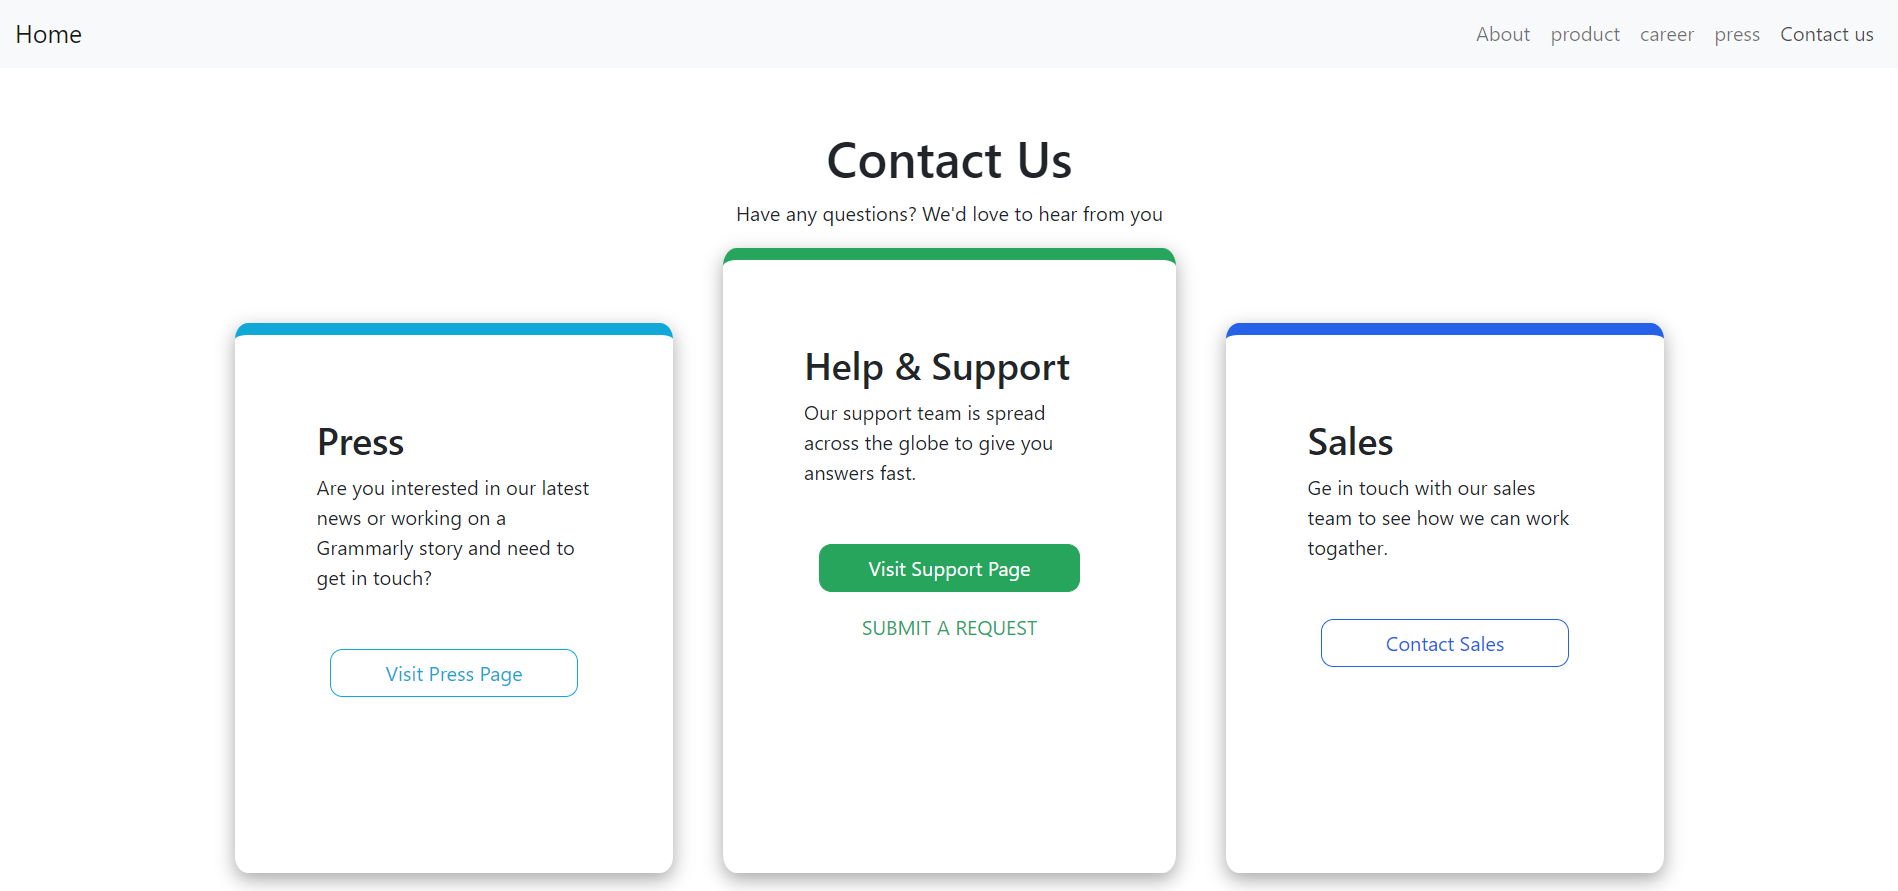 Home
About product career press Contact us
Contact Us
Have any questions? We'd love to hear from you
Press
Are you interested in our latest
news or working on a
Grammarly story and need to
get in touch?
Visit Press Page
Help & Support
Our support team is spread
across the globe to give you
answers fast.
Visit Support Page
SUBMIT A REQUEST
Sales
Ge in touch with our sales
team to see how we can work
togather.
Contact Sales